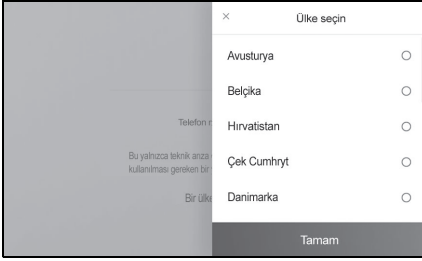 × Ülke seçin
Avusturya
Belçika
Hırvatistan
Çek Cumhryt
Danimarka
Tamam
Telefon
Bu yalnızca teknik arıza
kullanılması gereken bir
Bir ülke